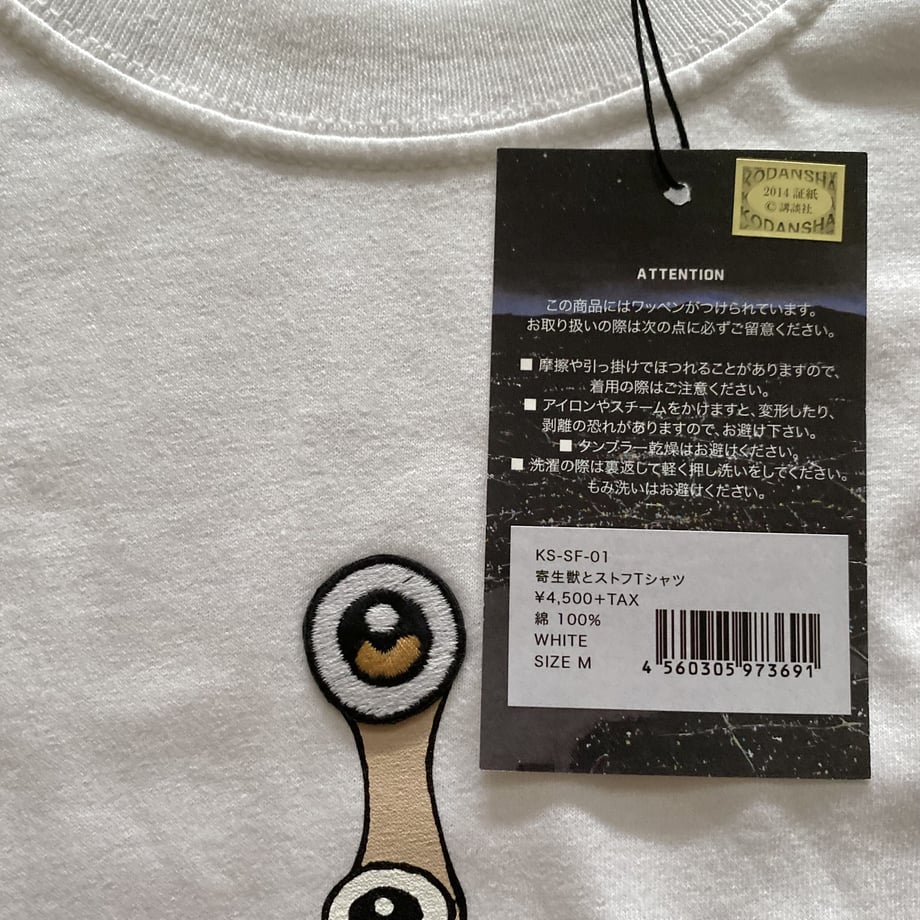 KODANSHA
2014 証紙
© 講談社
KODANSHA
ATTENTION
この商品にはワッペンがつけられています。
お取り扱いの際は次の点に必ずご留意ください。
■ 摩擦や引っ掛けでほつれることがありますので、
着用の際はご注意ください。
■ アイロンやスチームをかけますと、変形したり、
剥離の恐れがありますので、お避け下さい。
■ タンブラー乾燥はお避けください。
■ 洗濯の際は裏返して軽く押し洗いをしてください。
もみ洗いはお避けください。
KS-SF-01
寄生獣とストフTシャツ
¥4,500+TAX
綿 100%
WHITE
SIZE M
4 560305 973691